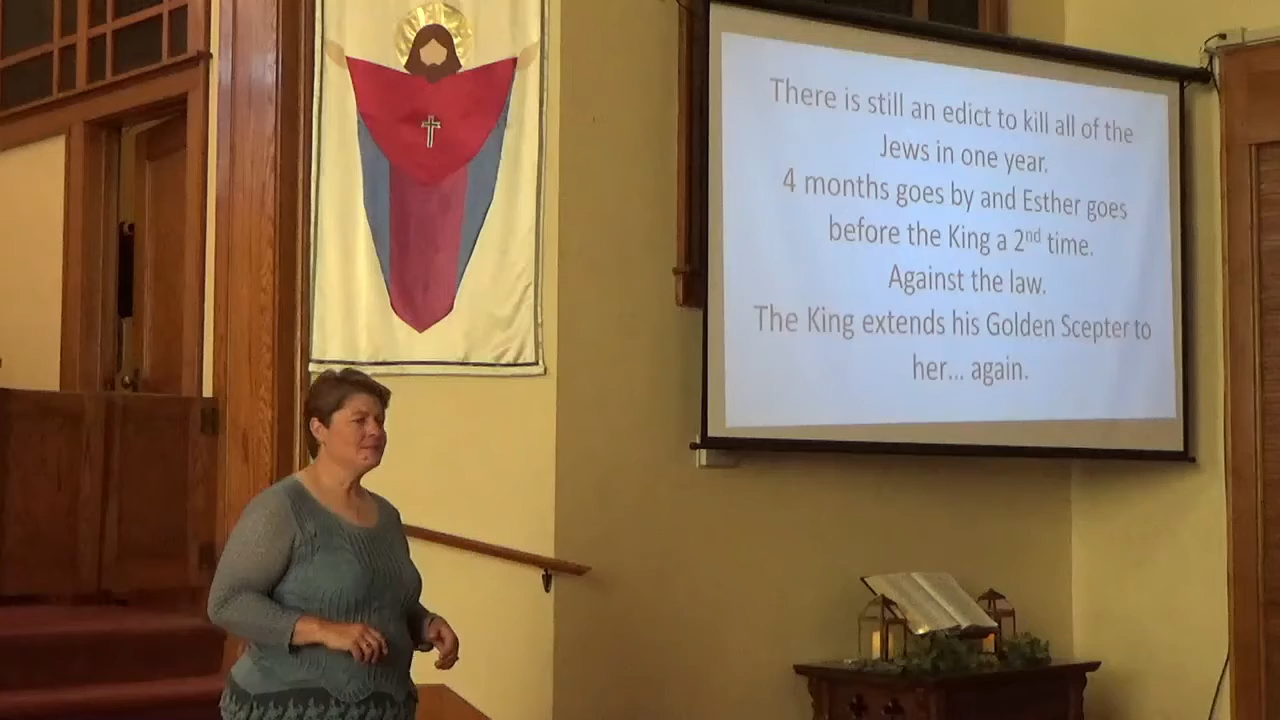 There is still an edict to kill all of the
Jews in one year.
4 months goes by and Esther goes
before the King a 2nd time.
Against the law.
The King extends his Golden Scepter to
her... again.